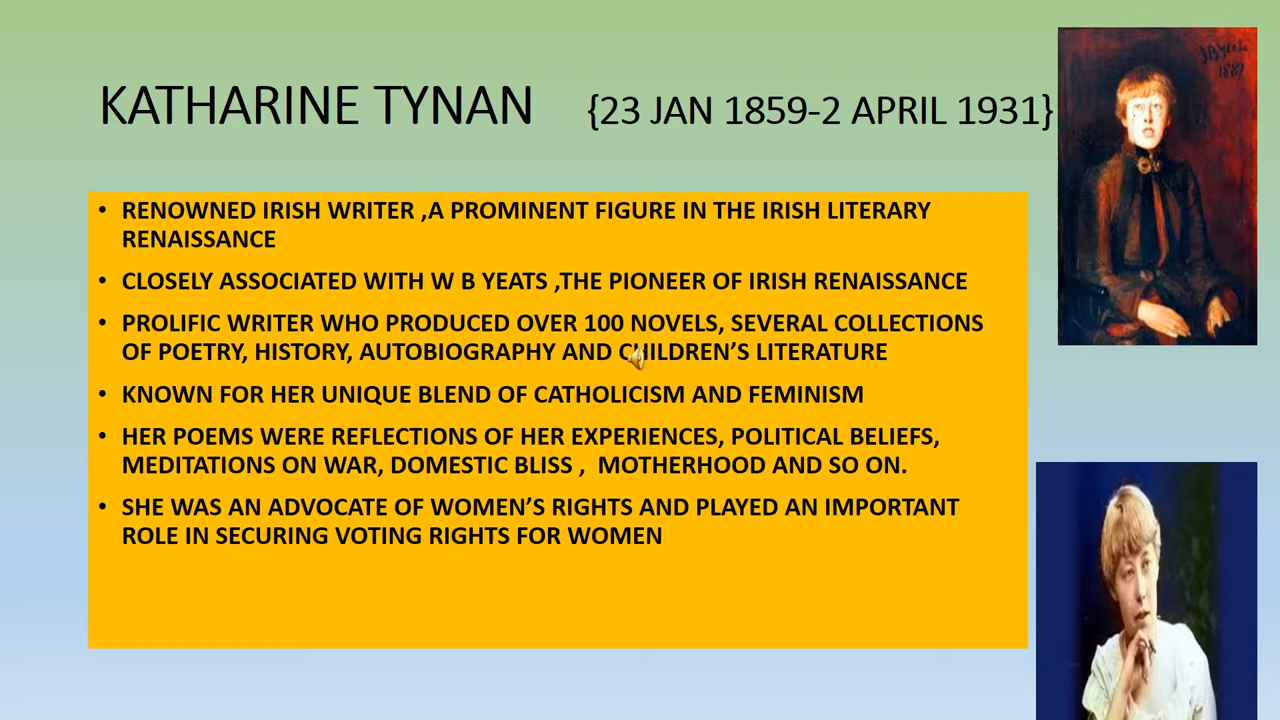 KATHARINE TYNAN {23 JAN 1859-2 APRIL 1931}
• RENOWNED IRISH WRITER ,A PROMINENT FIGURE IN THE IRISH LITERARY
RENAISSANCE
• CLOSELY ASSOCIATED WITH W B YEATS ,THE PIONEER OF IRISH RENAISSANCE
• PROLIFIC WRITER WHO PRODUCED OVER 100 NOVELS, SEVERAL COLLECTIONS
OF POETRY, HISTORY, AUTOBIOGRAPHY AND CHILDREN’S LITERATURE
• KNOWN FOR HER UNIQUE BLEND OF CATHOLICISM AND FEMINISM
• HER POEMS WERE REFLECTIONS OF HER EXPERIENCES, POLITICAL BELIEFS,
MEDITATIONS ON WAR, DOMESTIC BLISS , MOTHERHOOD AND SO ON.
• SHE WAS AN ADVOCATE OF WOMEN’S RIGHTS AND PLAYED AN IMPORTANT
ROLE IN SECURING VOTING RIGHTS FOR WOMEN